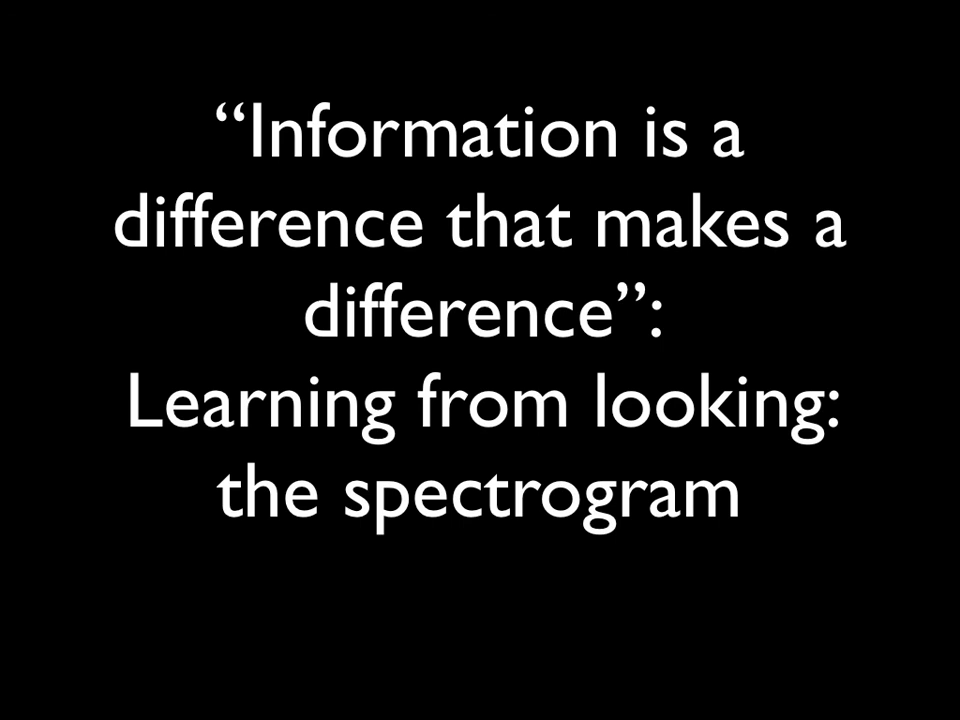 “Information is a
difference that makes a
difference”:
Learning from looking:
the spectrogram